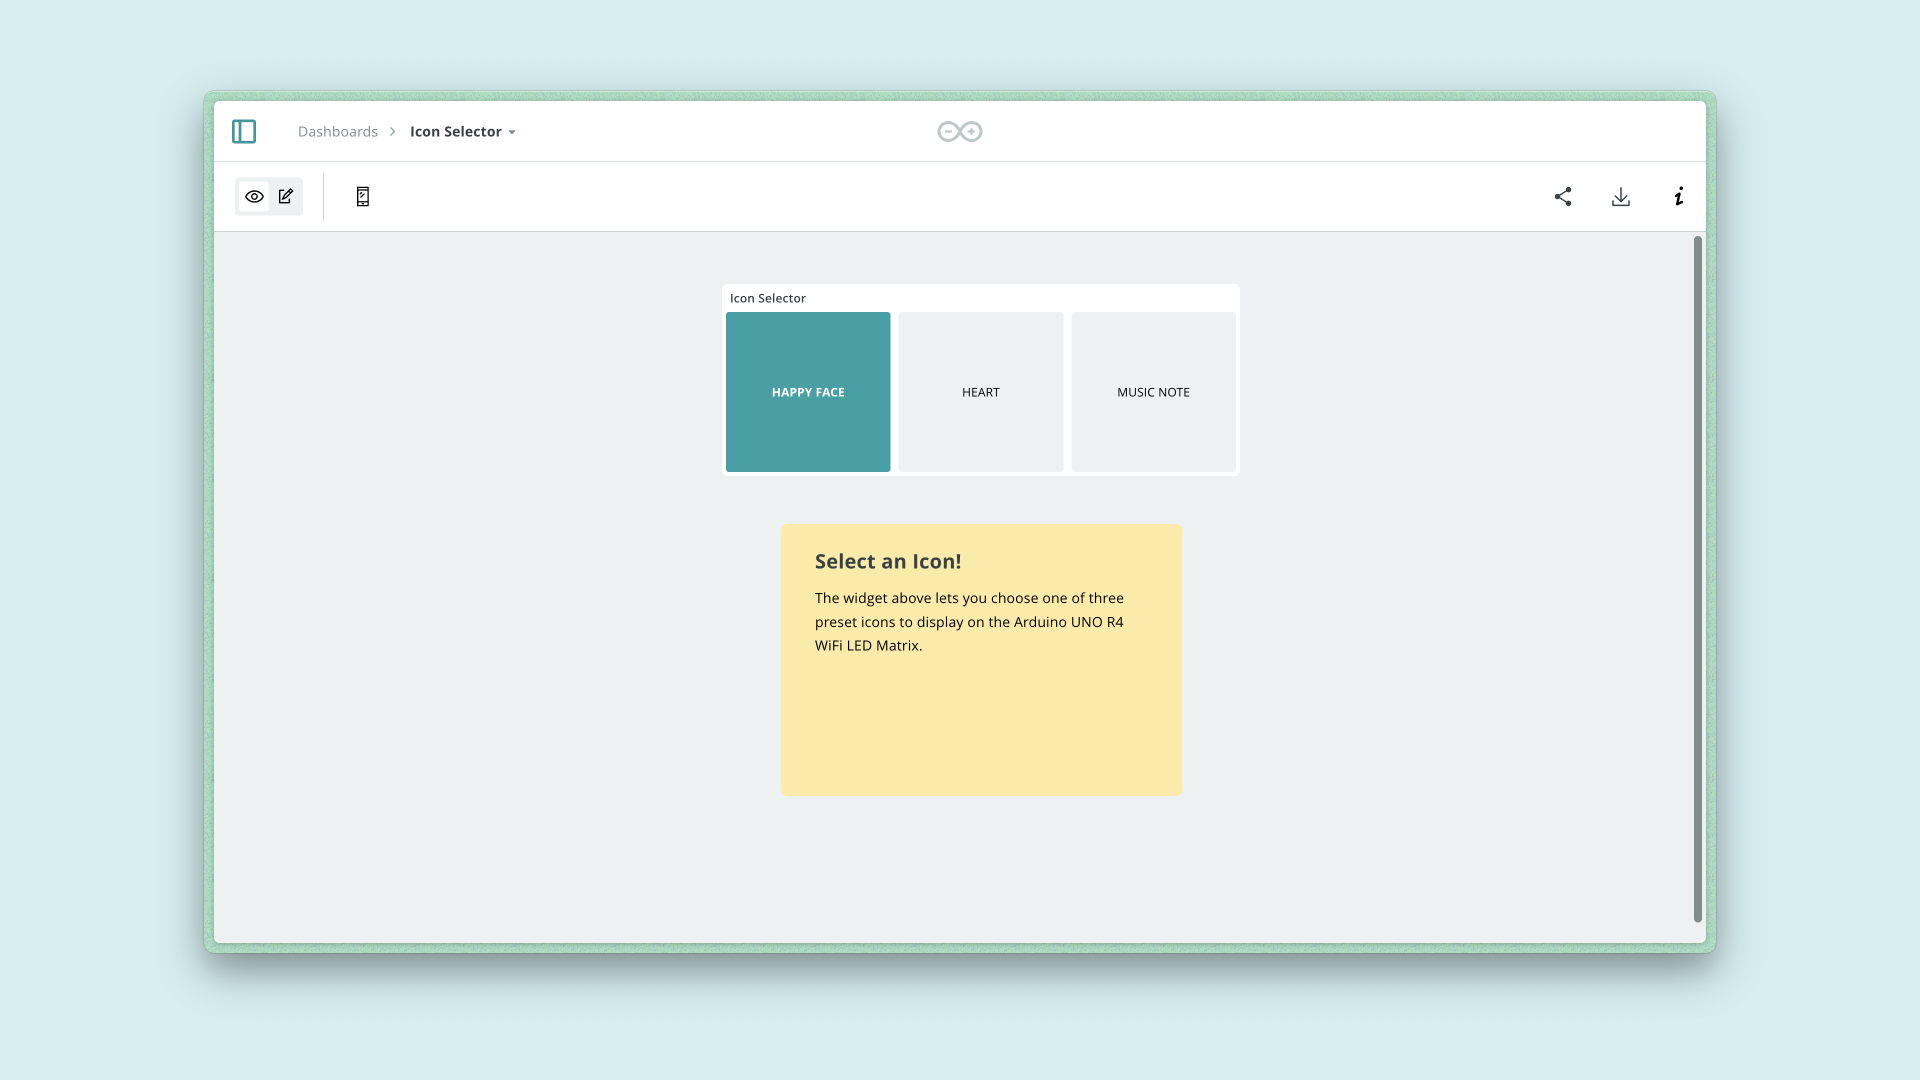 Dashboards > Icon Selector
Icon Selector
HAPPY FACE
HEART
MUSIC NOTE
Select an Icon!
The widget above lets you choose one of three
preset icons to display on the Arduino UNO R4
WiFi LED Matrix.